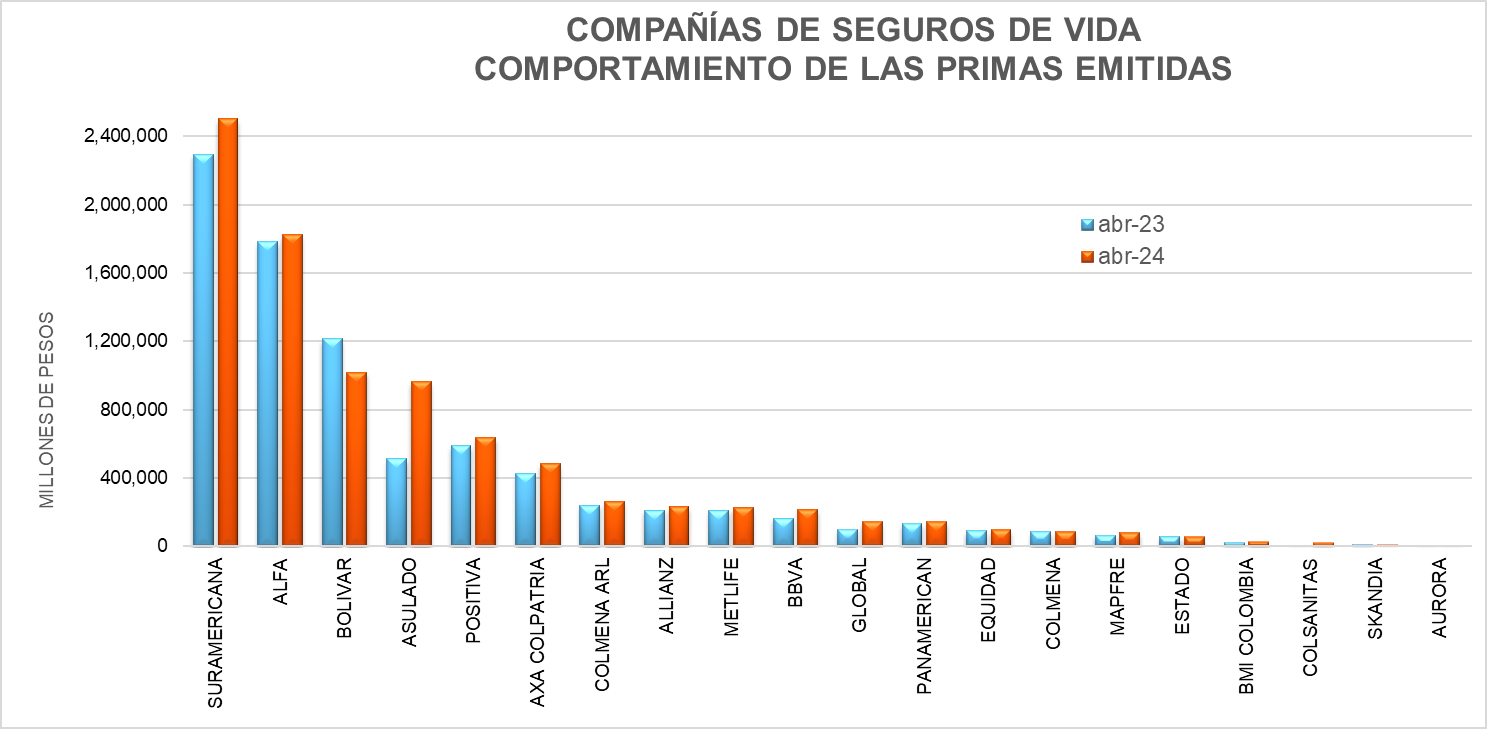 COMPAÑÍAS DE SEGUROS DE VIDA
COMPORTAMIENTO DE LAS PRIMAS EMITIDAS
MILLONES DE PESOS
2,400,000
2,000,000
1,600,000
1,200,000
800,000
400,000
0
abr-23
abr-24
SURAMERICANA
ALFA
BOLIVAR
ASULADO
POSITIVA
AXA COLPATRIA
COLMENA ARL
ALLIANZ
METLIFE
BBVA
GLOBAL
PANAMERICAN
EQUIDAD
COLMENA
MAPFRE
ESTADO
BMI COLOMBIA
COLSANITAS
SKANDIA
AURORA